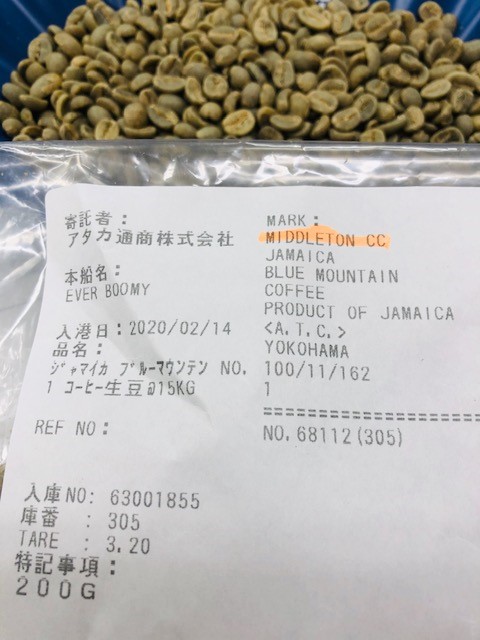 寄託者:
アタカ通商株式会社
本船名:
EVER BOOMY
入港日:2020/02/14
品名:
ジャマイカ ブルーマウンテン NO.
1 コーヒー生豆@15KG
REF NO:
MARK:
MIDDLETON CC
JAMAICA
BLUE MOUNTAIN
COFFEE
PRODUCT OF JAMAICA
<A.T.C.>
YOKOHAMA
100/11/162
1
====================
NO.68112(305)
入庫NO: 63001855
庫番 : 305
TARE : 3.20
特記事項:
200G